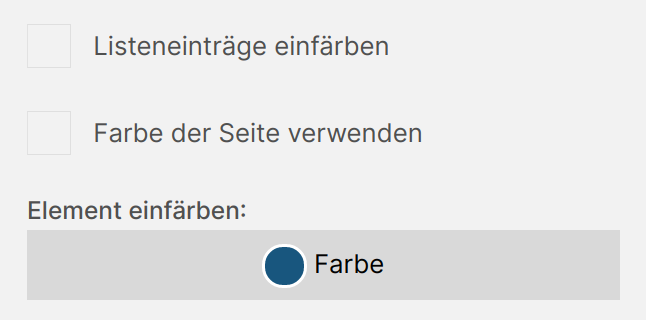 Listeneinträge einfärben
Farbe der Seite verwenden
Element einfärben:
Farbe